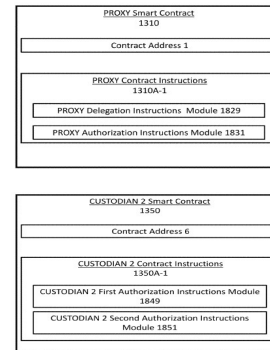 PROXY Smart Contract
1310
Contract Address 1
PROXY Contract Instructions
1310A-1
PROXY Delegation Instructions Module 1829
PROXY Authorization Instructions Module 1831
CUSTODIAN 2 Smart Contract
1350
Contract Address 6
CUSTODIAN 2 Contract Instructions
1350A-1
CUSTODIAN 2 First Authorization Instructions Module
1849
CUSTODIAN 2 Second Authorization Instructions
Module 1851